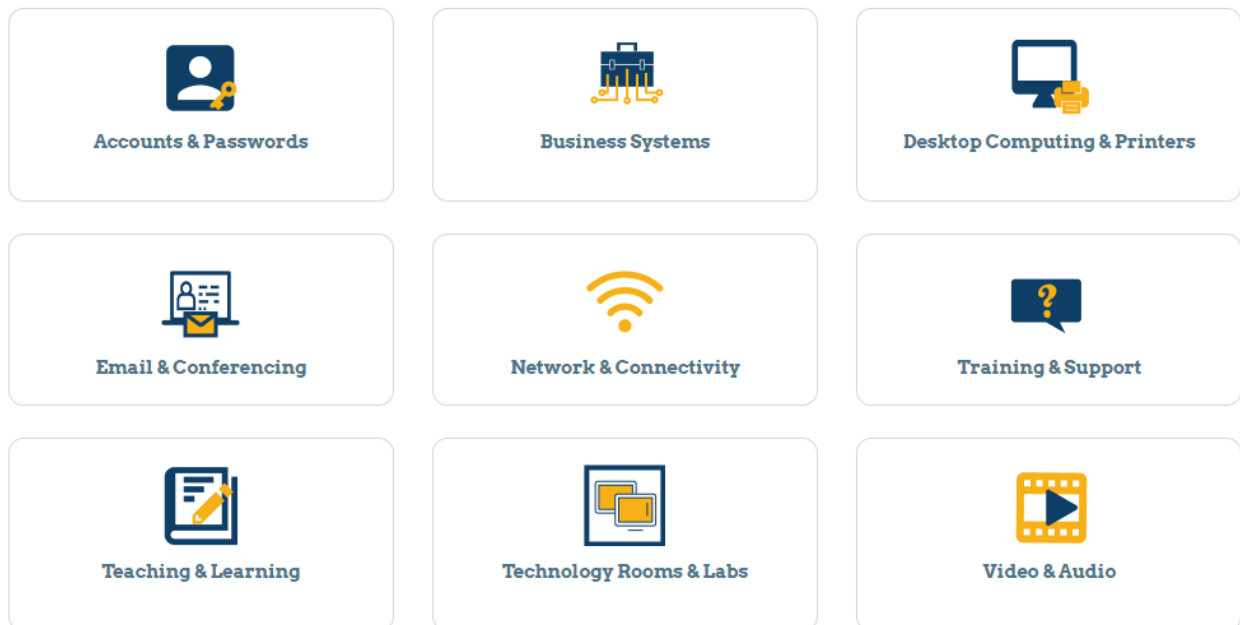 Accounts & Passwords
Business Systems
Desktop Computing & Printers
Email & Conferencing
Network & Connectivity
?
Training & Support
Teaching & Learning
Technology Rooms & Labs
Video & Audio